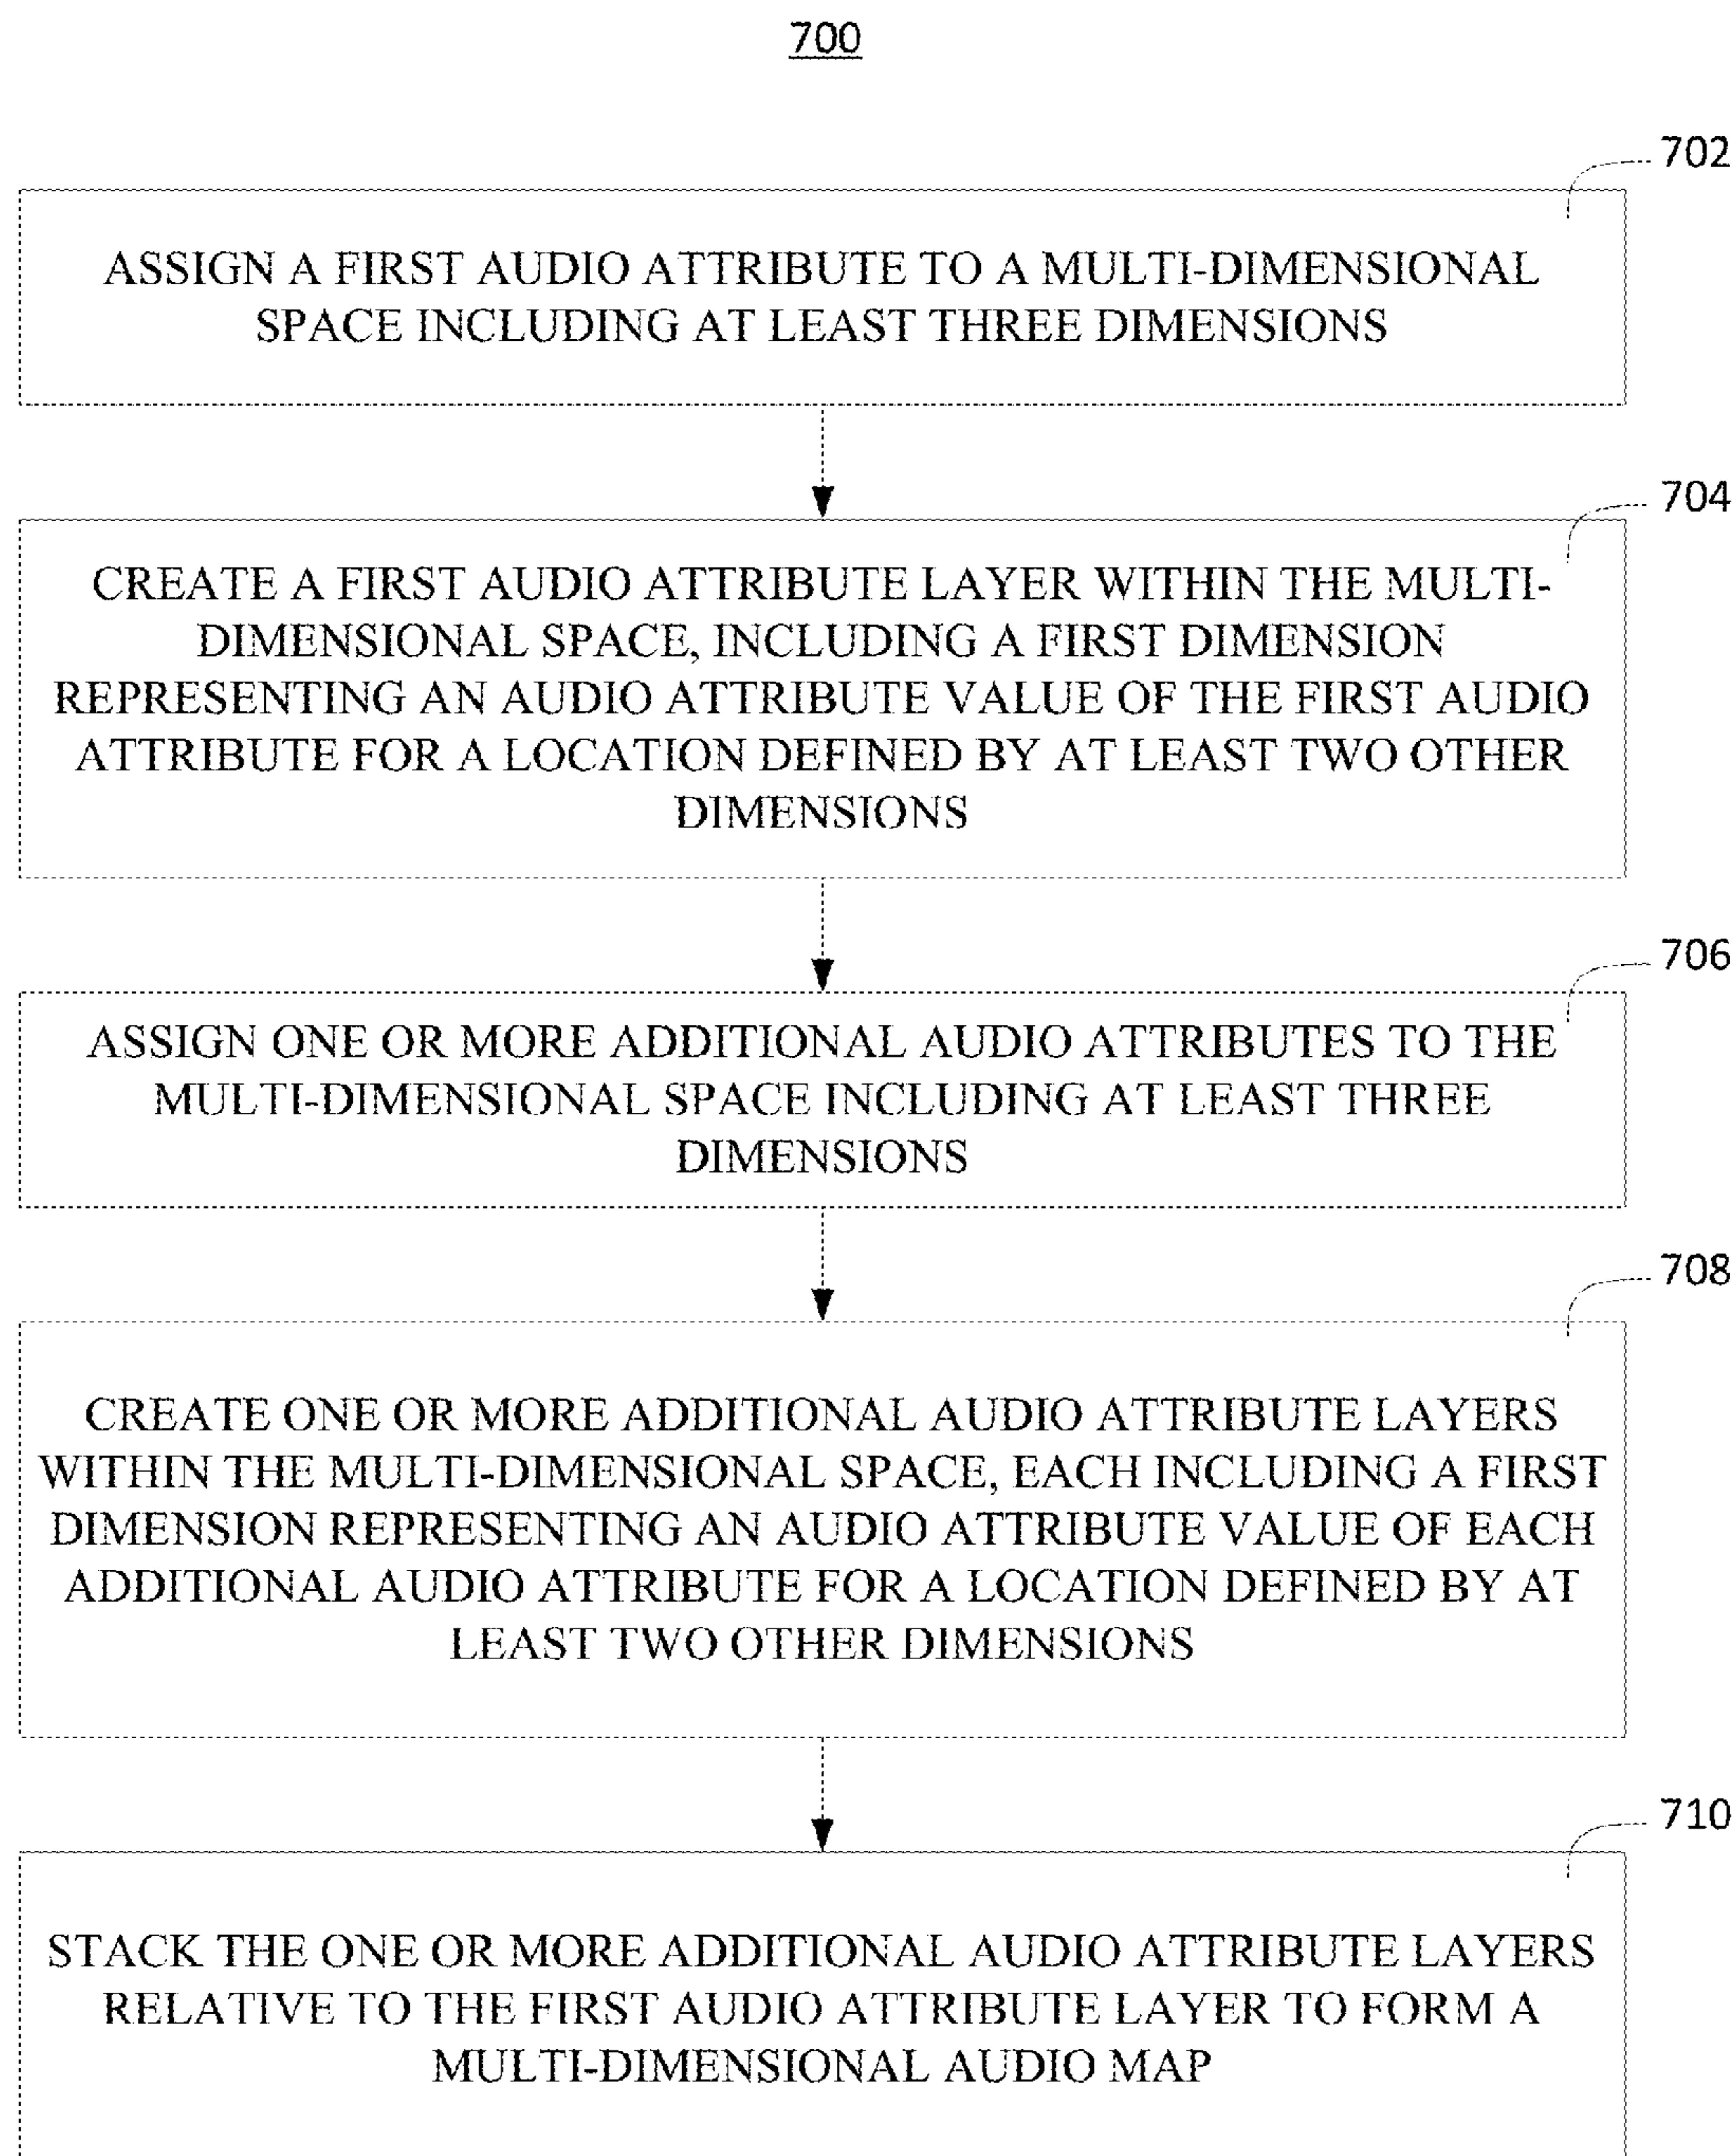 700
702
ASSIGN A FIRST AUDIO ATTRIBUTE TO A MULTI-DIMENSIONAL
SPACE INCLUDING AT LEAST THREE DIMENSIONS
704
CREATE A FIRST AUDIO ATTRIBUTE LAYER WITHIN THE MULTI-
DIMENSIONAL SPACE, INCLUDING A FIRST DIMENSION
REPRESENTING AN AUDIO ATTRIBUTE VALUE OF THE FIRST AUDIO
ATTRIBUTE FOR A LOCATION DEFINED BY AT LEAST TWO OTHER
DIMENSIONS
706
ASSIGN ONE OR MORE ADDITIONAL AUDIO ATTRIBUTES TO THE
MULTI-DIMENSIONAL SPACE INCLUDING AT LEAST THREE
DIMENSIONS
708
CREATE ONE OR MORE ADDITIONAL AUDIO ATTRIBUTE LAYERS
WITHIN THE MULTI-DIMENSIONAL SPACE, EACH INCLUDING A FIRST
DIMENSION REPRESENTING AN AUDIO ATTRIBUTE VALUE OF EACH
ADDITIONAL AUDIO ATTRIBUTE FOR A LOCATION DEFINED BY AT
LEAST TWO OTHER DIMENSIONS
710
STACK THE ONE OR MORE ADDITIONAL AUDIO ATTRIBUTE LAYERS
RELATIVE TO THE FIRST AUDIO ATTRIBUTE LAYER TO FORM A
MULTI-DIMENSIONAL AUDIO MAP